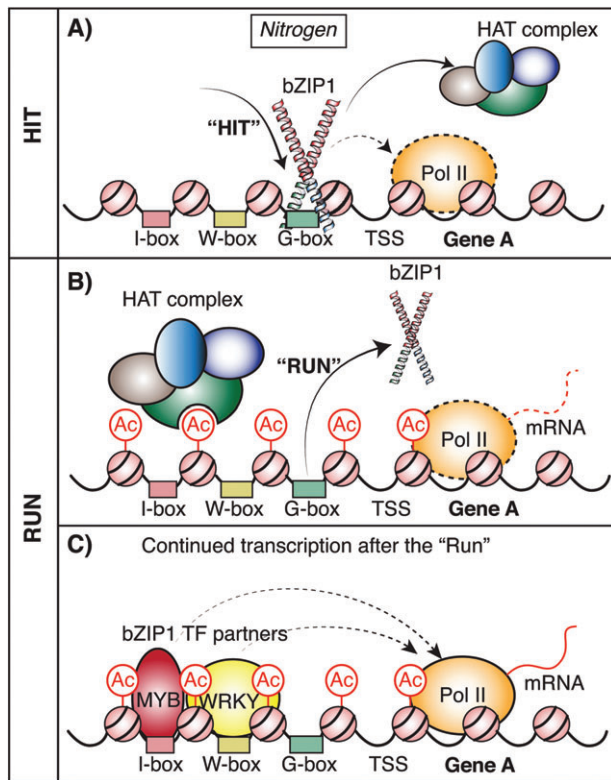 HIT
A)
Nitrogen
HAT complex
bZIP1
“HIT”
Pol II
I-box W-box G-box TSS Gene A
RUN
B)
HAT complex
bZIP1
“RUN”
Ac Ac Ac Ac Ac
Pol II
mRNA
I-box W-box G-box TSS Gene A
C) Continued transcription after the “Run”
bZIP1 TF partners
Ac Ac Ac Ac Ac
MYB WRKY Pol II
mRNA
I-box W-box G-box TSS Gene A